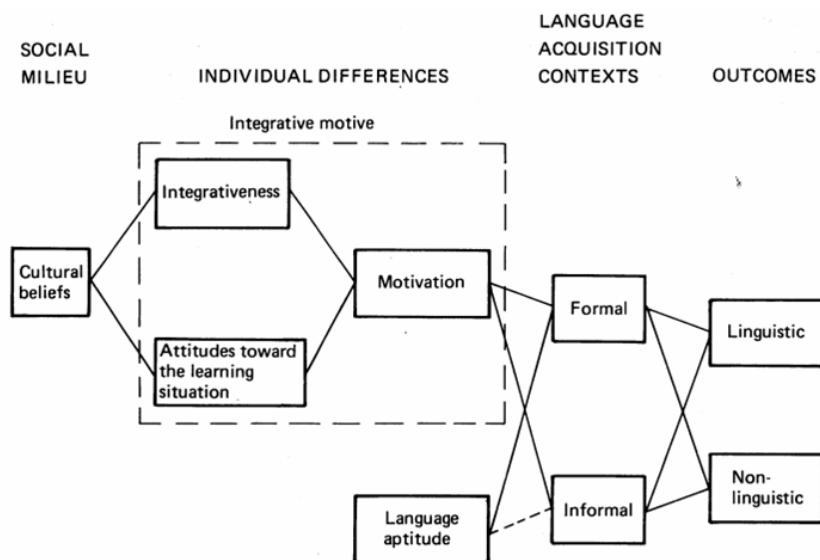 SOCIAL
MILIEU
INDIVIDUAL DIFFERENCES
LANGUAGE
ACQUISITION
CONTEXTS
OUTCOMES
Integrative motive
Integrativeness
Cultural
beliefs
Motivation
Attitudes toward
the learning
situation
Formal
Linguistic
Language
aptitude
Informal
Non-
linguistic